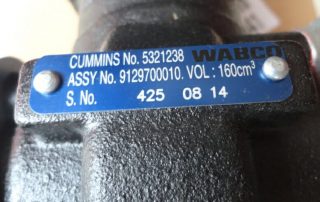 CUMMINS No. 5321238 WABCO
ASSY No. 9129700010. VOL : 160cm³
S. No. 425 08 14